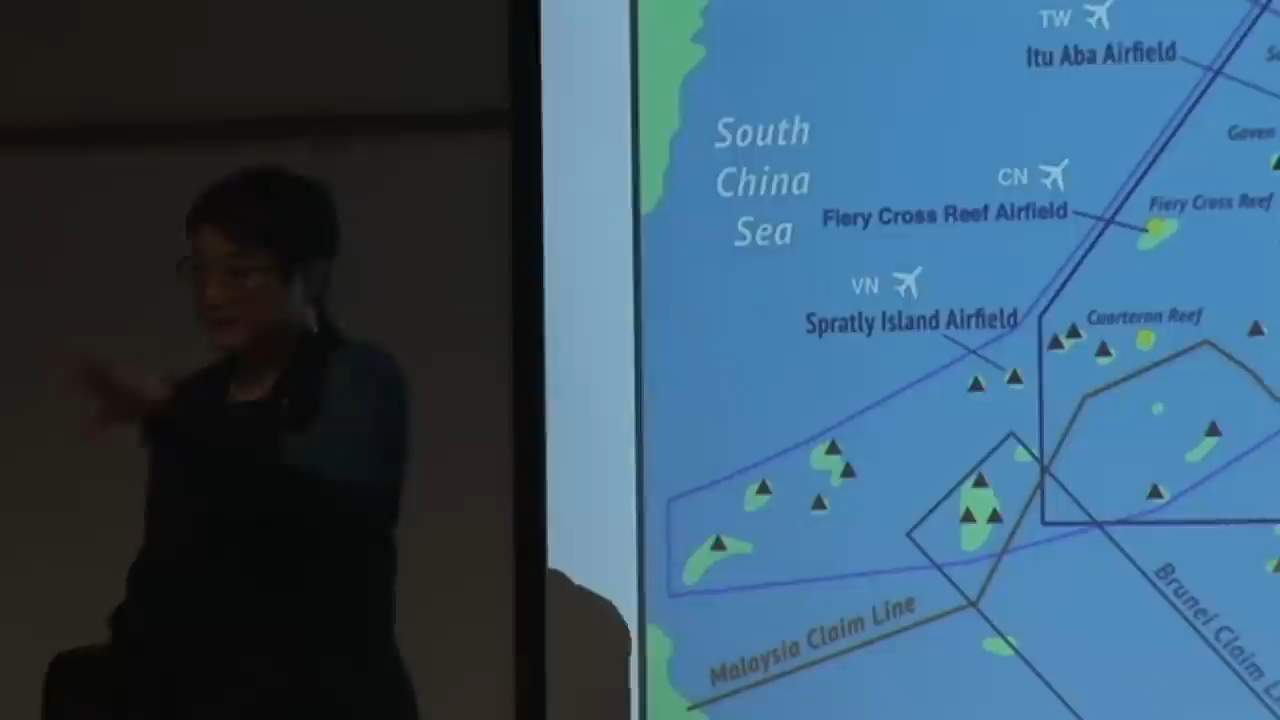 TW
Itu Aba Airfield
South
China
Sea
CN
Fiery Cross Reef Airfield
Fiery Cross Reef
VN
Spratly Island Airfield
Cuarteron Reef
Malaysia Claim Line
Brunei Claim